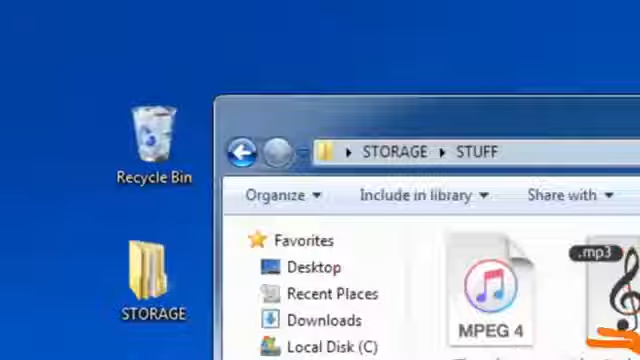 Recycle Bin
STORAGE
STORAGE STUFF
Organize Include in library Share with
Favorites
Desktop
Recent Places
Downloads
Local Disk (C)
MPEG 4
.mp3